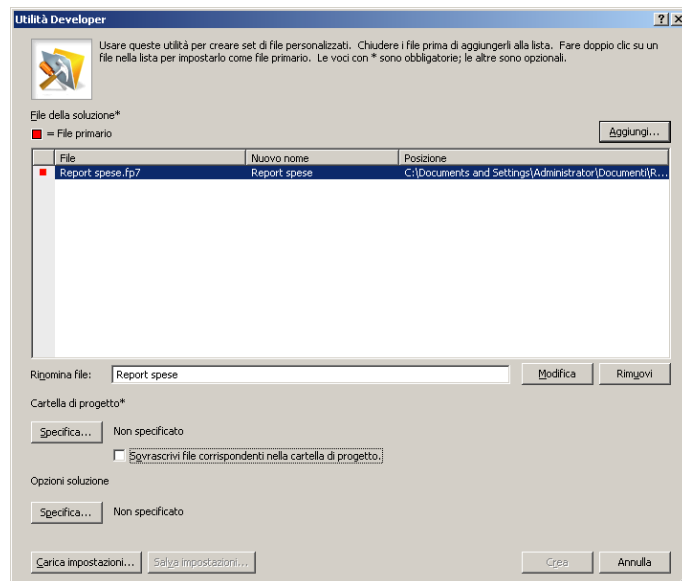 Utilità Developer
Usare queste utilità per creare set di file personalizzati. Chiudere i file prima di aggiungerli alla lista. Fare doppio clic su un
file nella lista per impostarlo come file primario. Le voci con * sono obbligatorie; le altre sono opzionali.
File della soluzione*
= File primario
Aggiungi...
File Nuovo nome Posizione
Report spese.fp7 Report spese C:\Documents and Settings\Administrator\Documenti\R...
Rinomina file: Report spese Modifica Rimuovi
Cartella di progetto*
Specifica... Non specificato
Sovrascrivi file corrispondenti nella cartella di progetto.
Opzioni soluzione
Specifica... Non specificato
Carica impostazioni... Salva impostazioni... Crea Annulla